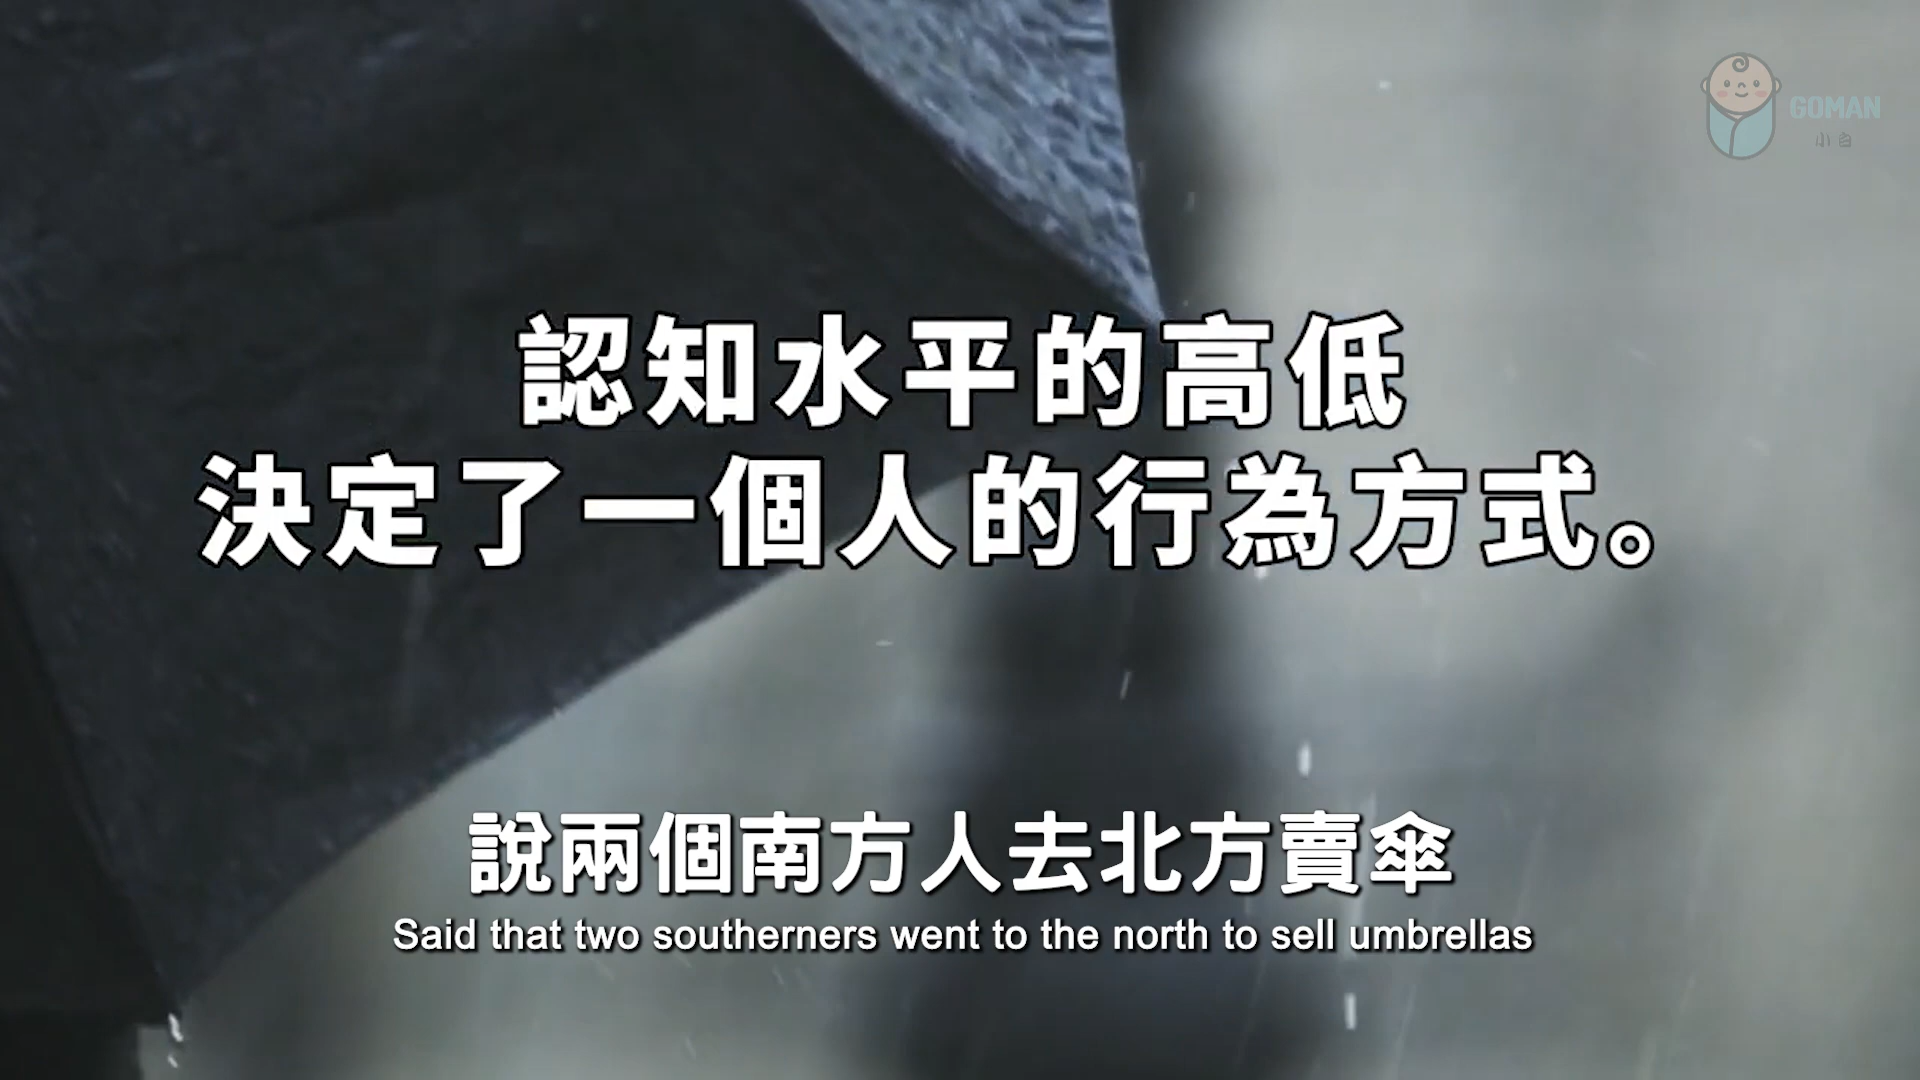 GOMAN
小白
認知水平的高低
決定了一個人的行為方式。
說兩個南方人去北方賣傘
Said that two southerners went to the north to sell umbrellas